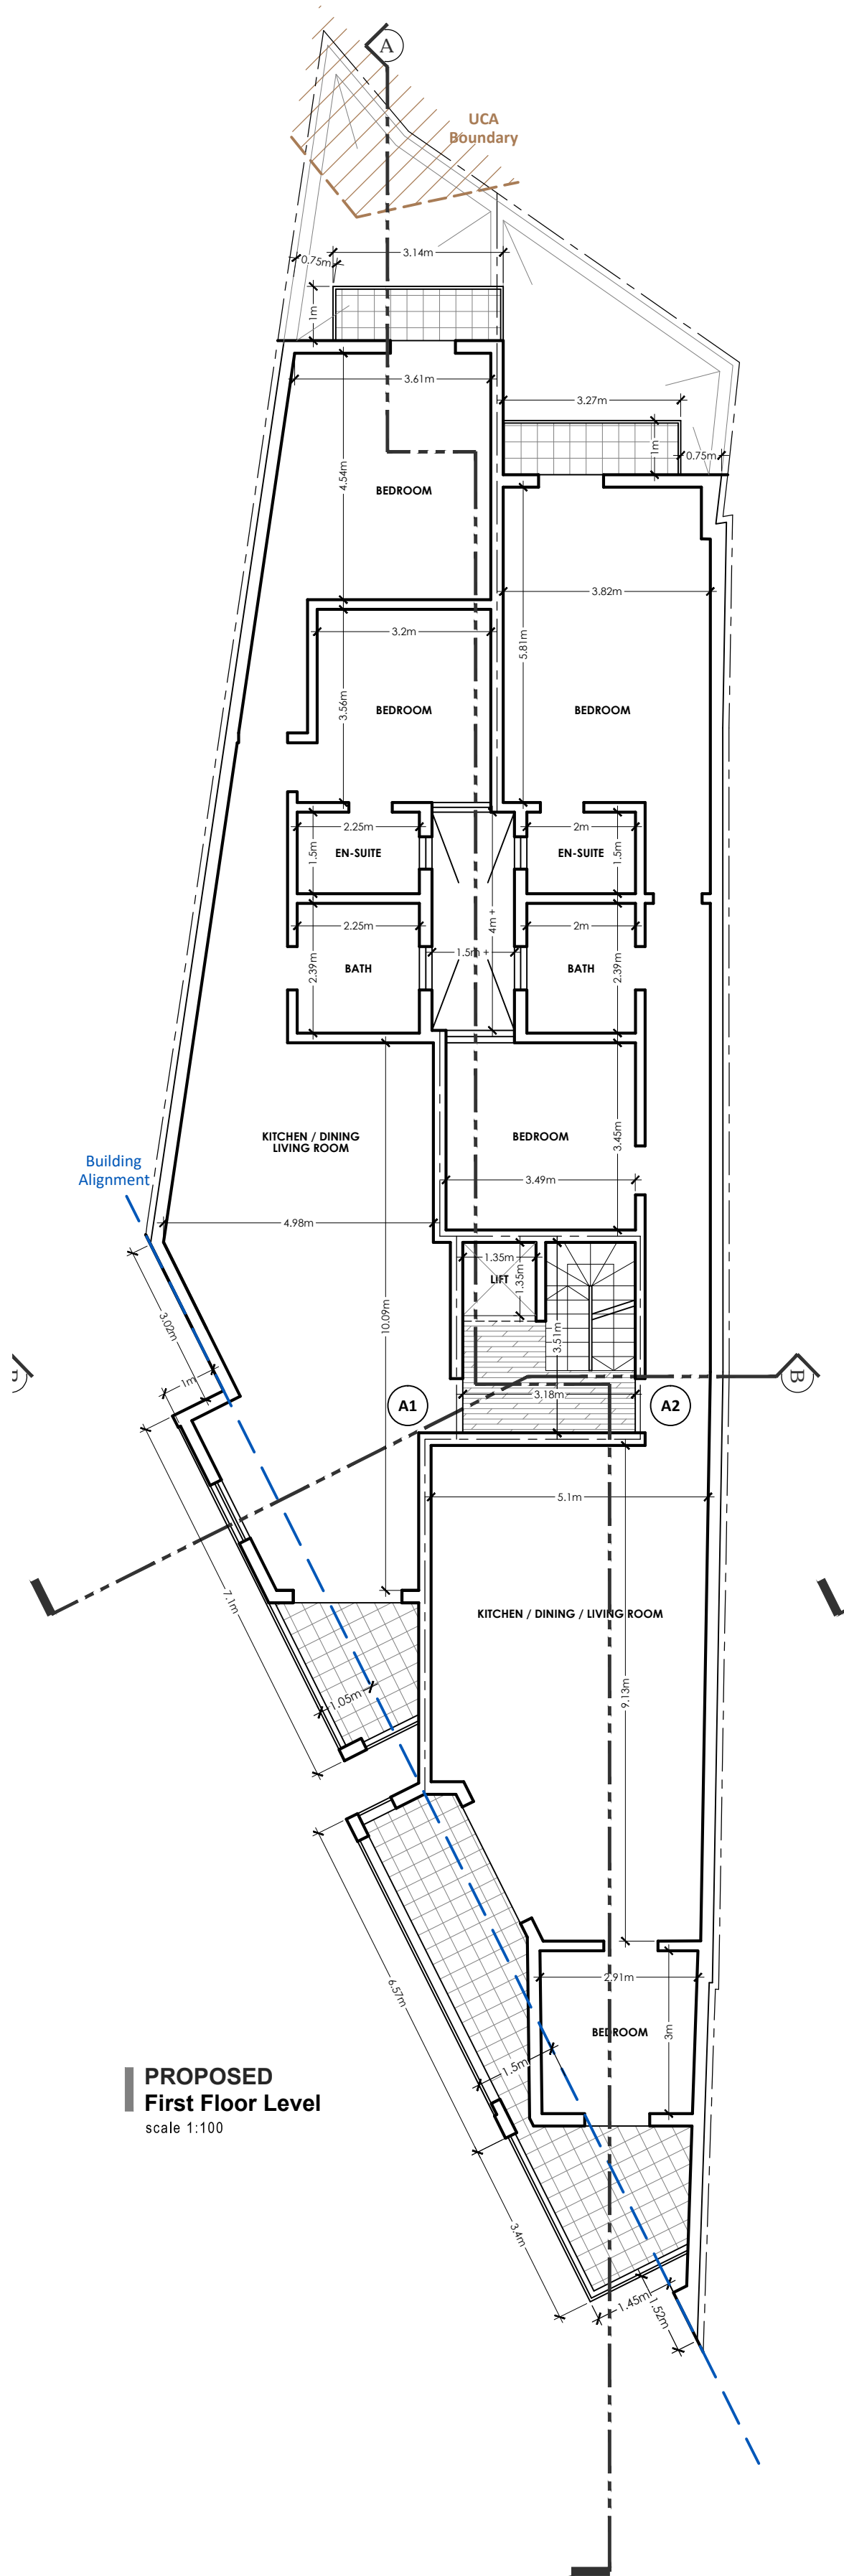 A
UCA
Boundary
3.14m
0.75m
1m
3.61m
3.27m
1m
0.75m
4.54m
BEDROOM
3.82m
5.81m
3.2m
3.56m
BEDROOM
BEDROOM
2.25m
2m
1.5m
EN-SUITE
EN-SUITE
1.5m
4m +
2.25m
2m
1.5m +
2.39m
BATH
BATH
2.39m
KITCHEN / DINING
LIVING ROOM
BEDROOM
3.45m
Building
Alignment
3.49m
4.98m
1.35m
LIFT
1.35m
3.02m
10.09m
3.51m
1m
B
B
3.18m
A1
A2
5.1m
7.1m
KITCHEN / DINING / LIVING ROOM
9.13m
1.05m
6.57m
2.91m
BEDROOM
3m
1.5m
PROPOSED
First Floor Level
scale 1:100
3.4m
1.45m
1.52m